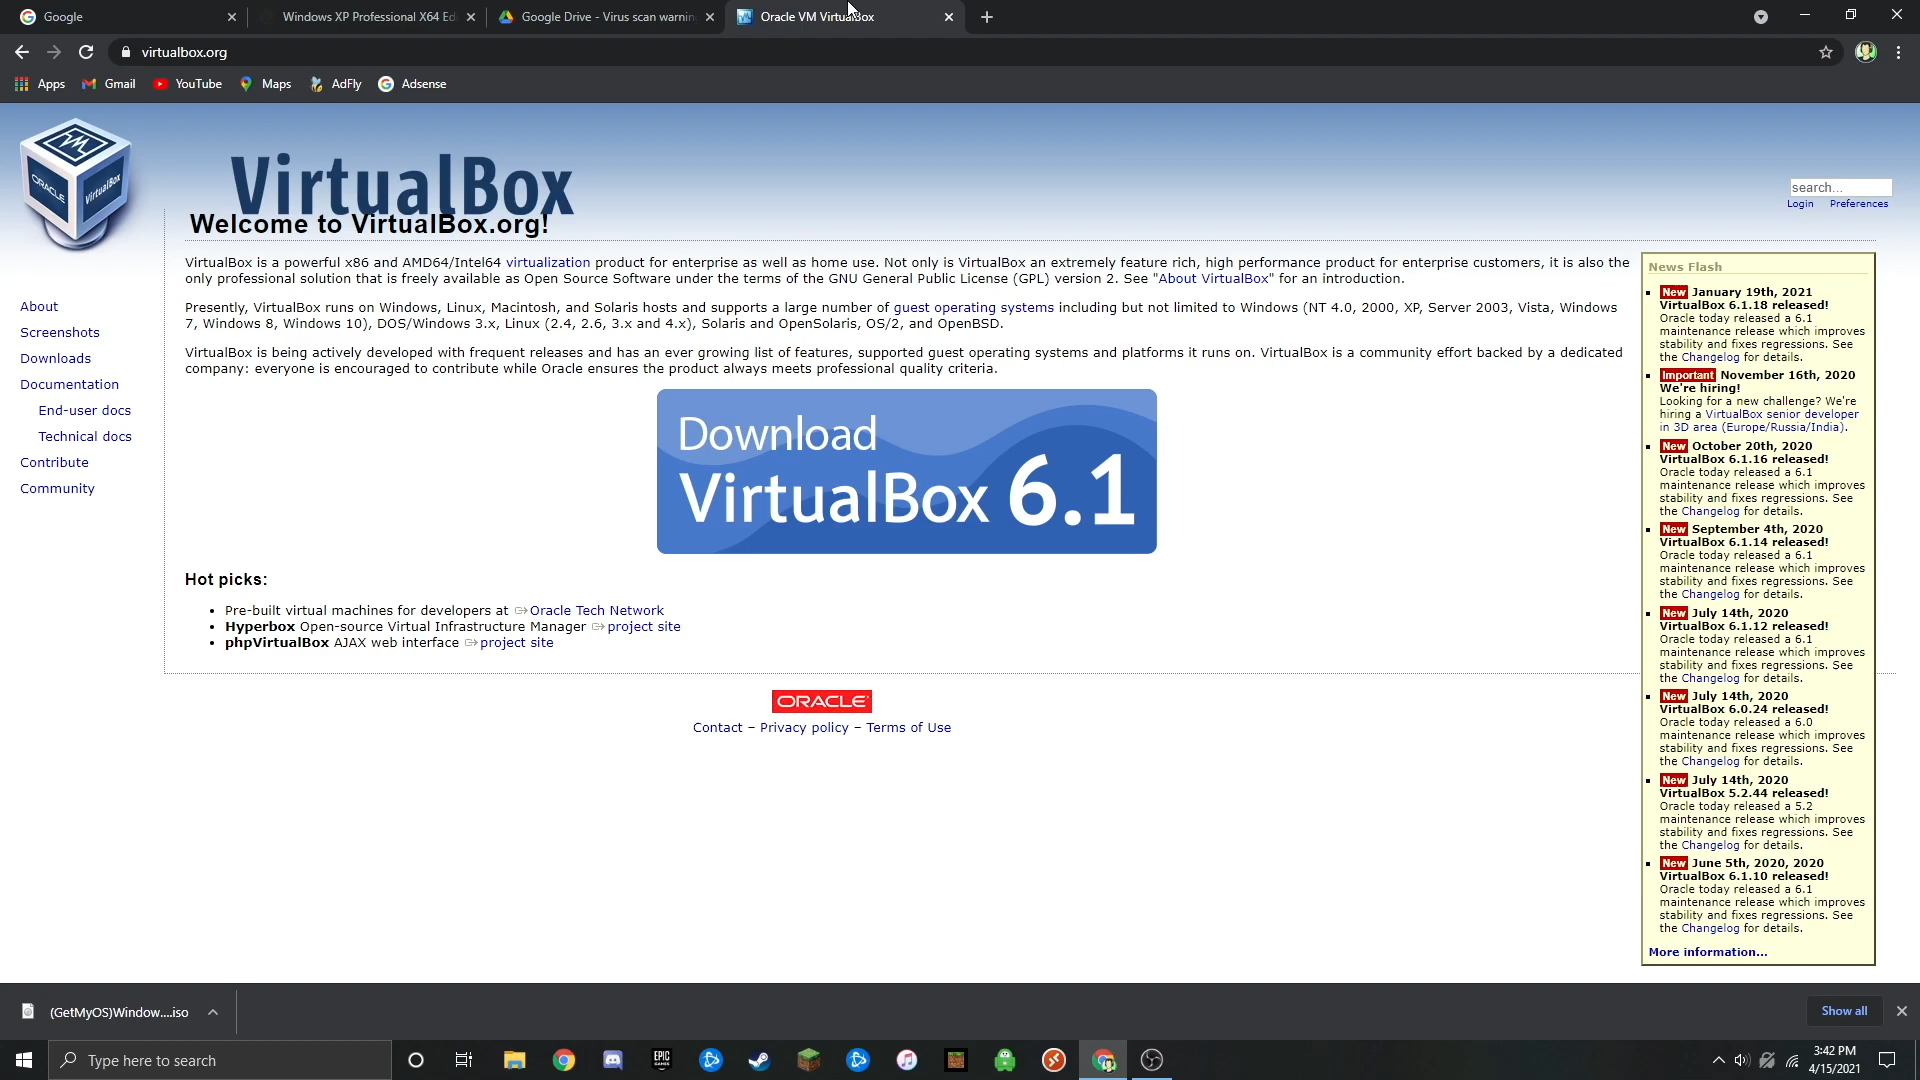 Google
Windows XP Professional X64 Ed
Google Drive - Virus scan warnin
Oracle VM VirtualBox
virtualbox.org
Apps
Gmail
YouTube
Maps
AdFly
Adsense
ORACLE
VirtualBox
VirtualBox
search...
Login
Preferences
Welcome to VirtualBox.org!
VirtualBox is a powerful x86 and AMD64/Intel64 virtualization product for enterprise as well as home use. Not only is VirtualBox an extremely feature rich, high performance product for enterprise customers, it is also the
only professional solution that is freely available as Open Source Software under the terms of the GNU General Public License (GPL) version 2. See "About VirtualBox" for an introduction.
Presently, VirtualBox runs on Windows, Linux, Macintosh, and Solaris hosts and supports a large number of guest operating systems including but not limited to Windows (NT 4.0, 2000, XP, Server 2003, Vista, Windows
7, Windows 8, Windows 10), DOS/Windows 3.x, Linux (2.4, 2.6, 3.x and 4.x), Solaris and OpenSolaris, OS/2, and OpenBSD.
VirtualBox is being actively developed with frequent releases and has an ever growing list of features, supported guest operating systems and platforms it runs on. VirtualBox is a community effort backed by a dedicated
company: everyone is encouraged to contribute while Oracle ensures the product always meets professional quality criteria.
About
Screenshots
Downloads
Documentation
End-user docs
Technical docs
Contribute
Community
Download
VirtualBox 6.1
Hot picks:
Pre-built virtual machines for developers at Oracle Tech Network
Hyperbox Open-source Virtual Infrastructure Manager project site
phpVirtualBox AJAX web interface project site
ORACLE
Contact – Privacy policy – Terms of Use
News Flash
New January 19th, 2021
VirtualBox 6.1.18 released!
Oracle today released a 6.1
maintenance release which improves
stability and fixes regressions. See
the Changelog for details.
Important November 16th, 2020
We're hiring!
Looking for a new challenge? We're
hiring a VirtualBox senior developer
in 3D area (Europe/Russia/India).
New October 20th, 2020
VirtualBox 6.1.16 released!
Oracle today released a 6.1
maintenance release which improves
stability and fixes regressions. See
the Changelog for details.
New September 4th, 2020
VirtualBox 6.1.14 released!
Oracle today released a 6.1
maintenance release which improves
stability and fixes regressions. See
the Changelog for details.
New July 14th, 2020
VirtualBox 6.1.12 released!
Oracle today released a 6.1
maintenance release which improves
stability and fixes regressions. See
the Changelog for details.
New July 14th, 2020
VirtualBox 6.0.24 released!
Oracle today released a 6.0
maintenance release which improves
stability and fixes regressions. See
the Changelog for details.
New July 14th, 2020
VirtualBox 5.2.44 released!
Oracle today released a 5.2
maintenance release which improves
stability and fixes regressions. See
the Changelog for details.
New June 5th, 2020, 2020
VirtualBox 6.1.10 released!
Oracle today released a 6.1
maintenance release which improves
stability and fixes regressions. See
the Changelog for details.
More information...
(GetMyOS)Window....iso
Show all
Type here to search
EPIC
GAMES
3:42 PM
4/15/2021